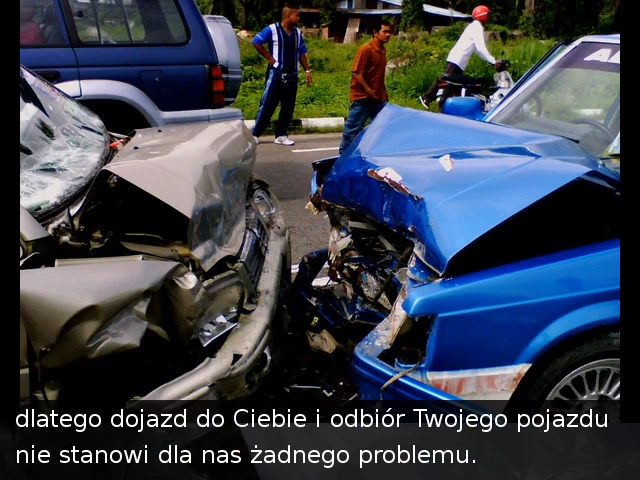 dlatego dojazd do Ciebie i odbiór Twojego pojazdu
nie stanowi dla nas żadnego problemu.